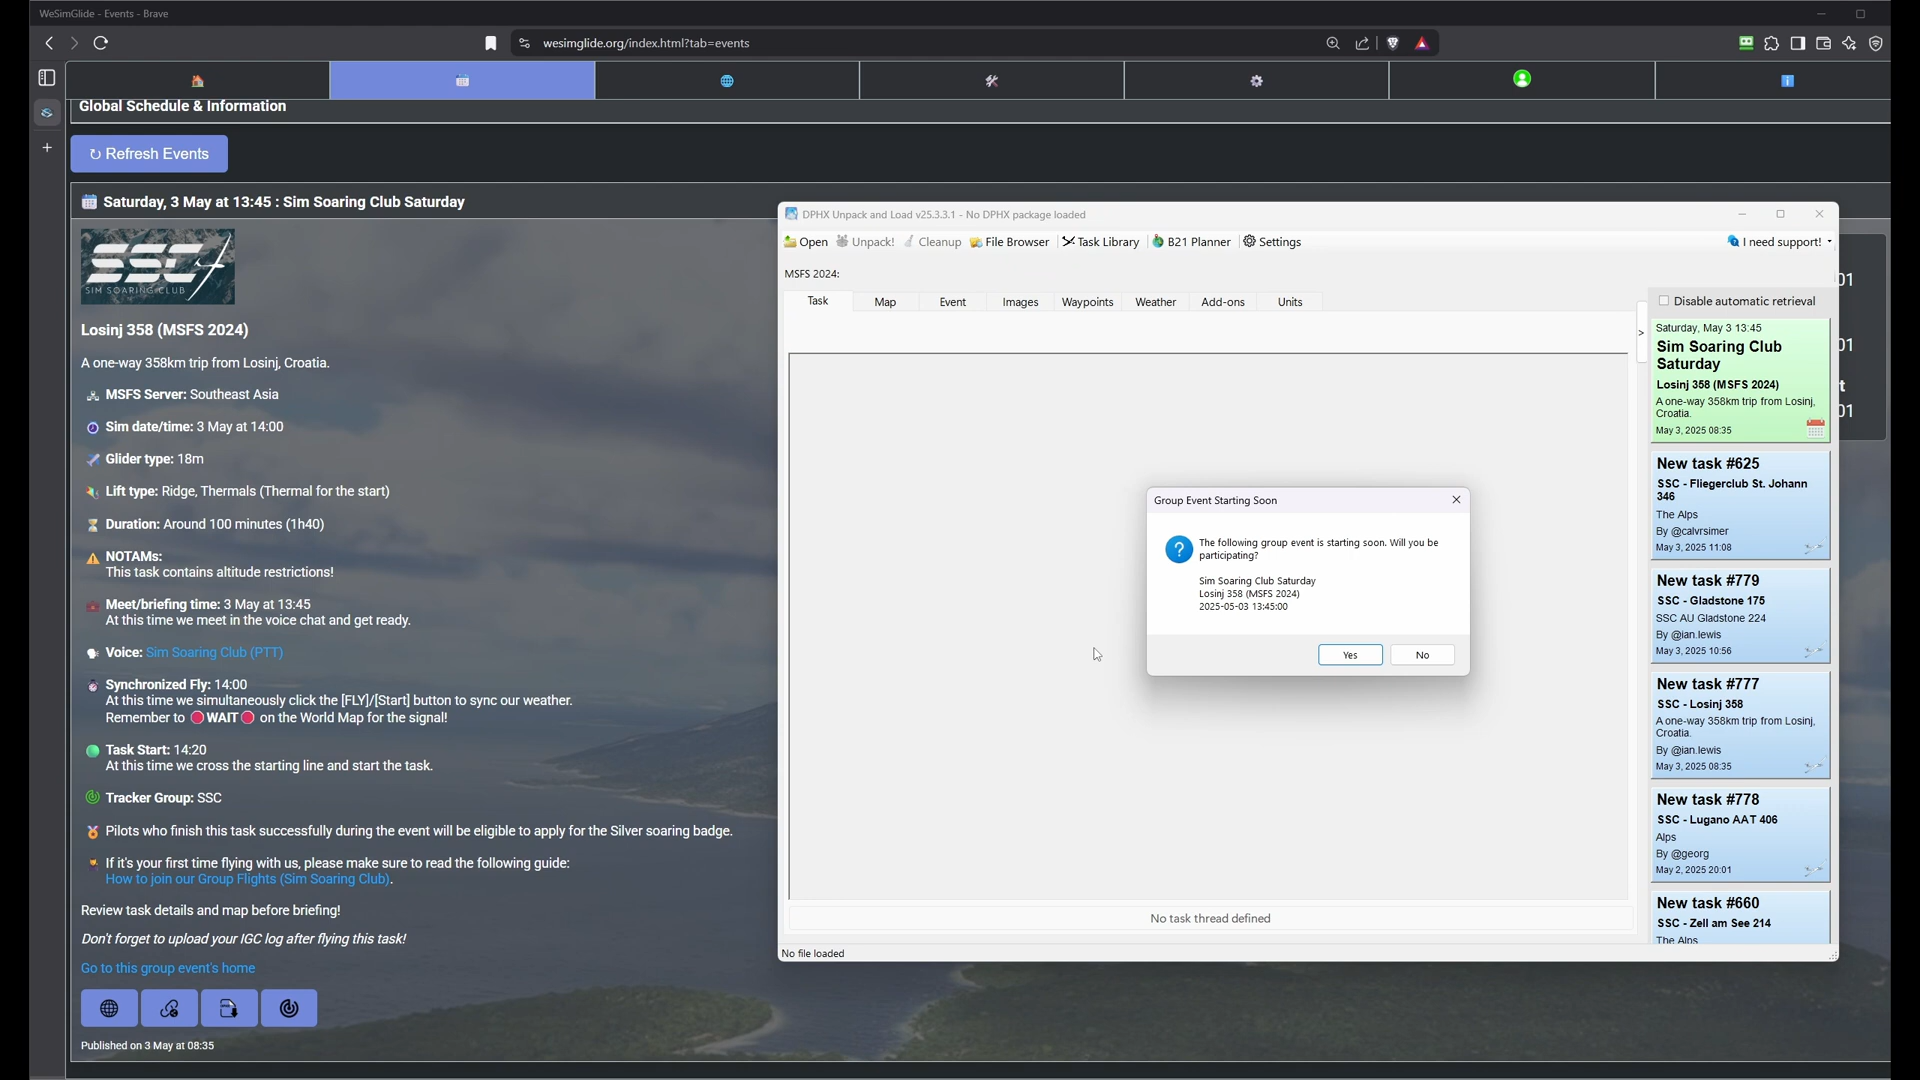 WeSimGlide - Events - Brave
wesimglide.org/index.html?tab=events
Global Schedule & Information
↻ Refresh Events
Saturday, 3 May at 13:45 : Sim Soaring Club Saturday
SSC
SIM SOARING CLUB
Losinj 358 (MSFS 2024)
A one-way 358km trip from Losinj, Croatia.
MSFS Server: Southeast Asia
Sim date/time: 3 May at 14:00
Glider type: 18m
Lift type: Ridge, Thermals (Thermal for the start)
Duration: Around 100 minutes (1h40)
NOTAMs:
This task contains altitude restrictions!
Meet/briefing time: 3 May at 13:45
At this time we meet in the voice chat and get ready.
Voice: Sim Soaring Club (PTT)
Synchronized Fly: 14:00
At this time we simultaneously click the [FLY]/[Start] button to sync our weather.
Remember to 🛑WAIT🛑 on the World Map for the signal!
Task Start: 14:20
At this time we cross the starting line and start the task.
Tracker Group: SSC
Pilots who finish this task successfully during the event will be eligible to apply for the Silver soaring badge.
If it's your first time flying with us, please make sure to read the following guide:
How to join our Group Flights (Sim Soaring Club).
Review task details and map before briefing!
Don't forget to upload your IGC log after flying this task!
Go to this group event's home
Published on 3 May at 08:35
DPHX Unpack and Load v25.3.3.1 - No DPHX package loaded
Open Unpack! Cleanup File Browser Task Library B21 Planner Settings I need support!
MSFS 2024:
Task Map Event Images Waypoints Weather Add-ons Units
>
No task thread defined
No file loaded
Group Event Starting Soon
The following group event is starting soon. Will you be
participating?
Sim Soaring Club Saturday
Losinj 358 (MSFS 2024)
2025-05-03 13:45:00
Yes No
Disable automatic retrieval
Saturday, May 3 13:45
Sim Soaring Club
Saturday
Losinj 358 (MSFS 2024)
A one-way 358km trip from Losinj,
Croatia.
May 3, 2025 08:35
New task #625
SSC - Fliegerclub St. Johann
346
The Alps
By @calvrsimer
May 3, 2025 11:08
New task #779
SSC - Gladstone 175
SSC AU Gladstone 224
By @ian.lewis
May 3, 2025 10:56
New task #777
SSC - Losinj 358
A one-way 358km trip from Losinj,
Croatia.
By @ian.lewis
May 3, 2025 08:35
New task #778
SSC - Lugano AAT 406
Alps
By @georg
May 2, 2025 20:01
New task #660
SSC - Zell am See 214
The Alps
01
01
t
01